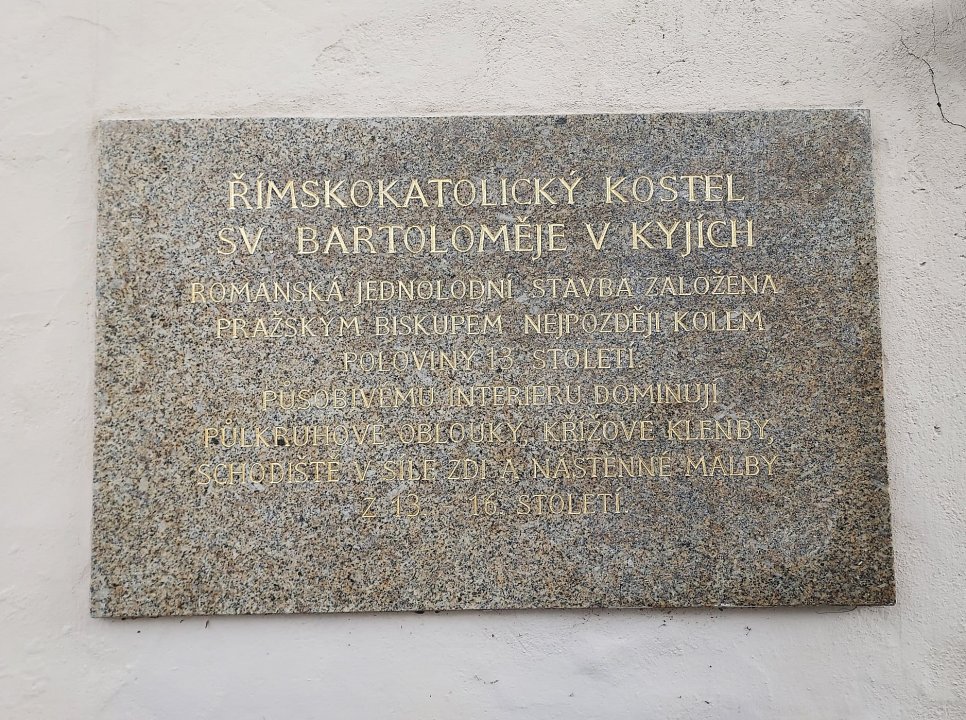 ŘÍMSKOKATOLICKÝ KOSTEL
SV. BARTOLOMĚJE V KYJÍCH
ROMÁNSKÁ JEDNOLODNÍ STAVBA ZALOŽENA
PRAŽSKÝM BISKUPEM NEJPOZDĚJI KOLEM
POLOVINY 13. STOLETÍ.
PŮSOBIVÉMU INTERIÉRU DOMINUJÍ
PŮLKRUHOVÉ OBLOUKY, KŘÍŽOVÉ KLENBY,
SCHODIŠTĚ V SÍLE ZDI A NÁSTĚNNÉ MALBY
Z 13. - 16. STOLETÍ.